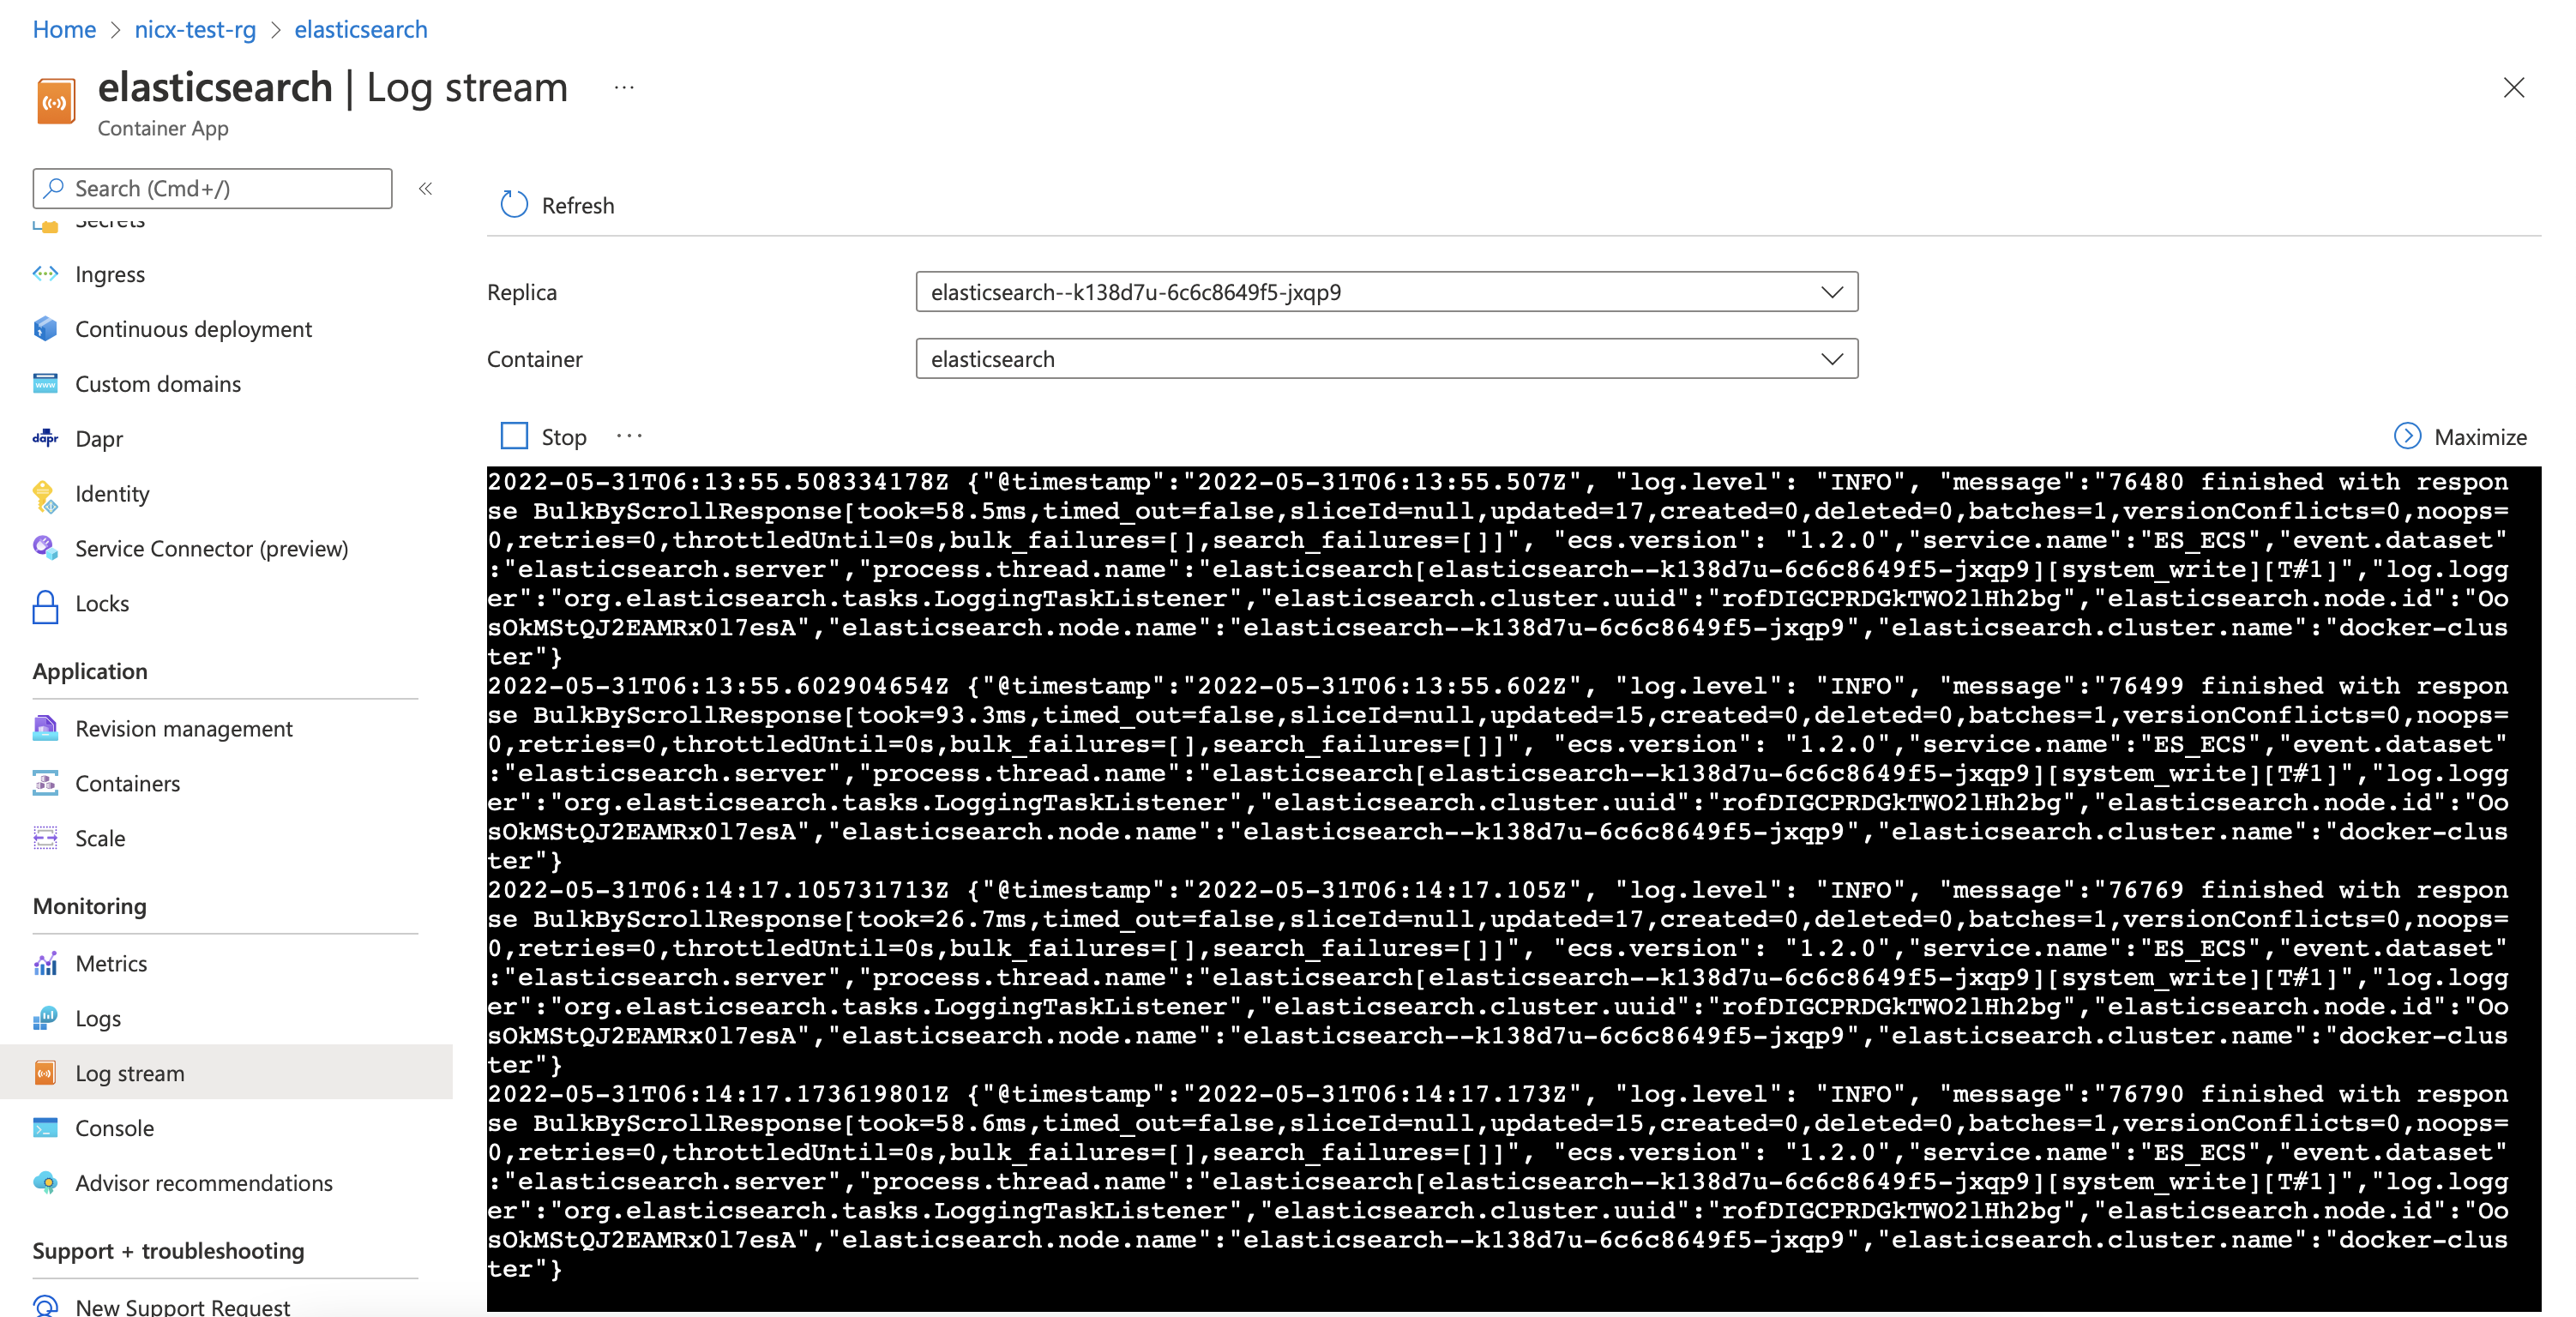 Home > nicx-test-rg > elasticsearch
elasticsearch | Log stream ...
Container App
Search (Cmd+/)
«
Secrets
Ingress
Continuous deployment
Custom domains
dapr Dapr
Identity
Service Connector (preview)
Locks
Application
Revision management
Containers
Scale
Monitoring
Metrics
Logs
Log stream
Console
Advisor recommendations
Support + troubleshooting
New Support Request
Refresh
Replica
elasticsearch--k138d7u-6c6c8649f5-jxqp9
Container
elasticsearch
Stop ...
Maximize
2022-05-31T06:13:55.508334178Z {"@timestamp":"2022-05-31T06:13:55.507Z", "log.level": "INFO", "message":"76480 finished with respon
se BulkByScrollResponse[took=58.5ms,timed_out=false,sliceId=null,updated=17,created=0,deleted=0,batches=1,versionConflicts=0,noops=
0,retries=0,throttledUntil=0s,bulk_failures=[],search_failures=[]]", "ecs.version": "1.2.0","service.name":"ES_ECS","event.dataset"
:"elasticsearch.server","process.thread.name":"elasticsearch[elasticsearch--k138d7u-6c6c8649f5-jxqp9][system_write][T#1]","log.logg
er":"org.elasticsearch.tasks.LoggingTaskListener","elasticsearch.cluster.uuid":"rofDIGCPRDGkTWO2lHh2bg","elasticsearch.node.id":"Oo
sOkMStQJ2EAMRx0l7esA","elasticsearch.node.name":"elasticsearch--k138d7u-6c6c8649f5-jxqp9","elasticsearch.cluster.name":"docker-clus
ter"}
2022-05-31T06:13:55.602904654Z {"@timestamp":"2022-05-31T06:13:55.602Z", "log.level": "INFO", "message":"76499 finished with respon
se BulkByScrollResponse[took=93.3ms,timed_out=false,sliceId=null,updated=15,created=0,deleted=0,batches=1,versionConflicts=0,noops=
0,retries=0,throttledUntil=0s,bulk_failures=[],search_failures=[]]", "ecs.version": "1.2.0","service.name":"ES_ECS","event.dataset"
:"elasticsearch.server","process.thread.name":"elasticsearch[elasticsearch--k138d7u-6c6c8649f5-jxqp9][system_write][T#1]","log.logg
er":"org.elasticsearch.tasks.LoggingTaskListener","elasticsearch.cluster.uuid":"rofDIGCPRDGkTWO2lHh2bg","elasticsearch.node.id":"Oo
sOkMStQJ2EAMRx0l7esA","elasticsearch.node.name":"elasticsearch--k138d7u-6c6c8649f5-jxqp9","elasticsearch.cluster.name":"docker-clus
ter"}
2022-05-31T06:14:17.105731713Z {"@timestamp":"2022-05-31T06:14:17.105Z", "log.level": "INFO", "message":"76769 finished with respon
se BulkByScrollResponse[took=26.7ms,timed_out=false,sliceId=null,updated=17,created=0,deleted=0,batches=1,versionConflicts=0,noops=
0,retries=0,throttledUntil=0s,bulk_failures=[],search_failures=[]]", "ecs.version": "1.2.0","service.name":"ES_ECS","event.dataset"
:"elasticsearch.server","process.thread.name":"elasticsearch[elasticsearch--k138d7u-6c6c8649f5-jxqp9][system_write][T#1]","log.logg
er":"org.elasticsearch.tasks.LoggingTaskListener","elasticsearch.cluster.uuid":"rofDIGCPRDGkTWO2lHh2bg","elasticsearch.node.id":"Oo
sOkMStQJ2EAMRx0l7esA","elasticsearch.node.name":"elasticsearch--k138d7u-6c6c8649f5-jxqp9","elasticsearch.cluster.name":"docker-clus
ter"}
2022-05-31T06:14:17.173619801Z {"@timestamp":"2022-05-31T06:14:17.173Z", "log.level": "INFO", "message":"76790 finished with respon
se BulkByScrollResponse[took=58.6ms,timed_out=false,sliceId=null,updated=15,created=0,deleted=0,batches=1,versionConflicts=0,noops=
0,retries=0,throttledUntil=0s,bulk_failures=[],search_failures=[]]", "ecs.version": "1.2.0","service.name":"ES_ECS","event.dataset"
:"elasticsearch.server","process.thread.name":"elasticsearch[elasticsearch--k138d7u-6c6c8649f5-jxqp9][system_write][T#1]","log.logg
er":"org.elasticsearch.tasks.LoggingTaskListener","elasticsearch.cluster.uuid":"rofDIGCPRDGkTWO2lHh2bg","elasticsearch.node.id":"Oo
sOkMStQJ2EAMRx0l7esA","elasticsearch.node.name":"elasticsearch--k138d7u-6c6c8649f5-jxqp9","elasticsearch.cluster.name":"docker-clus
ter"}